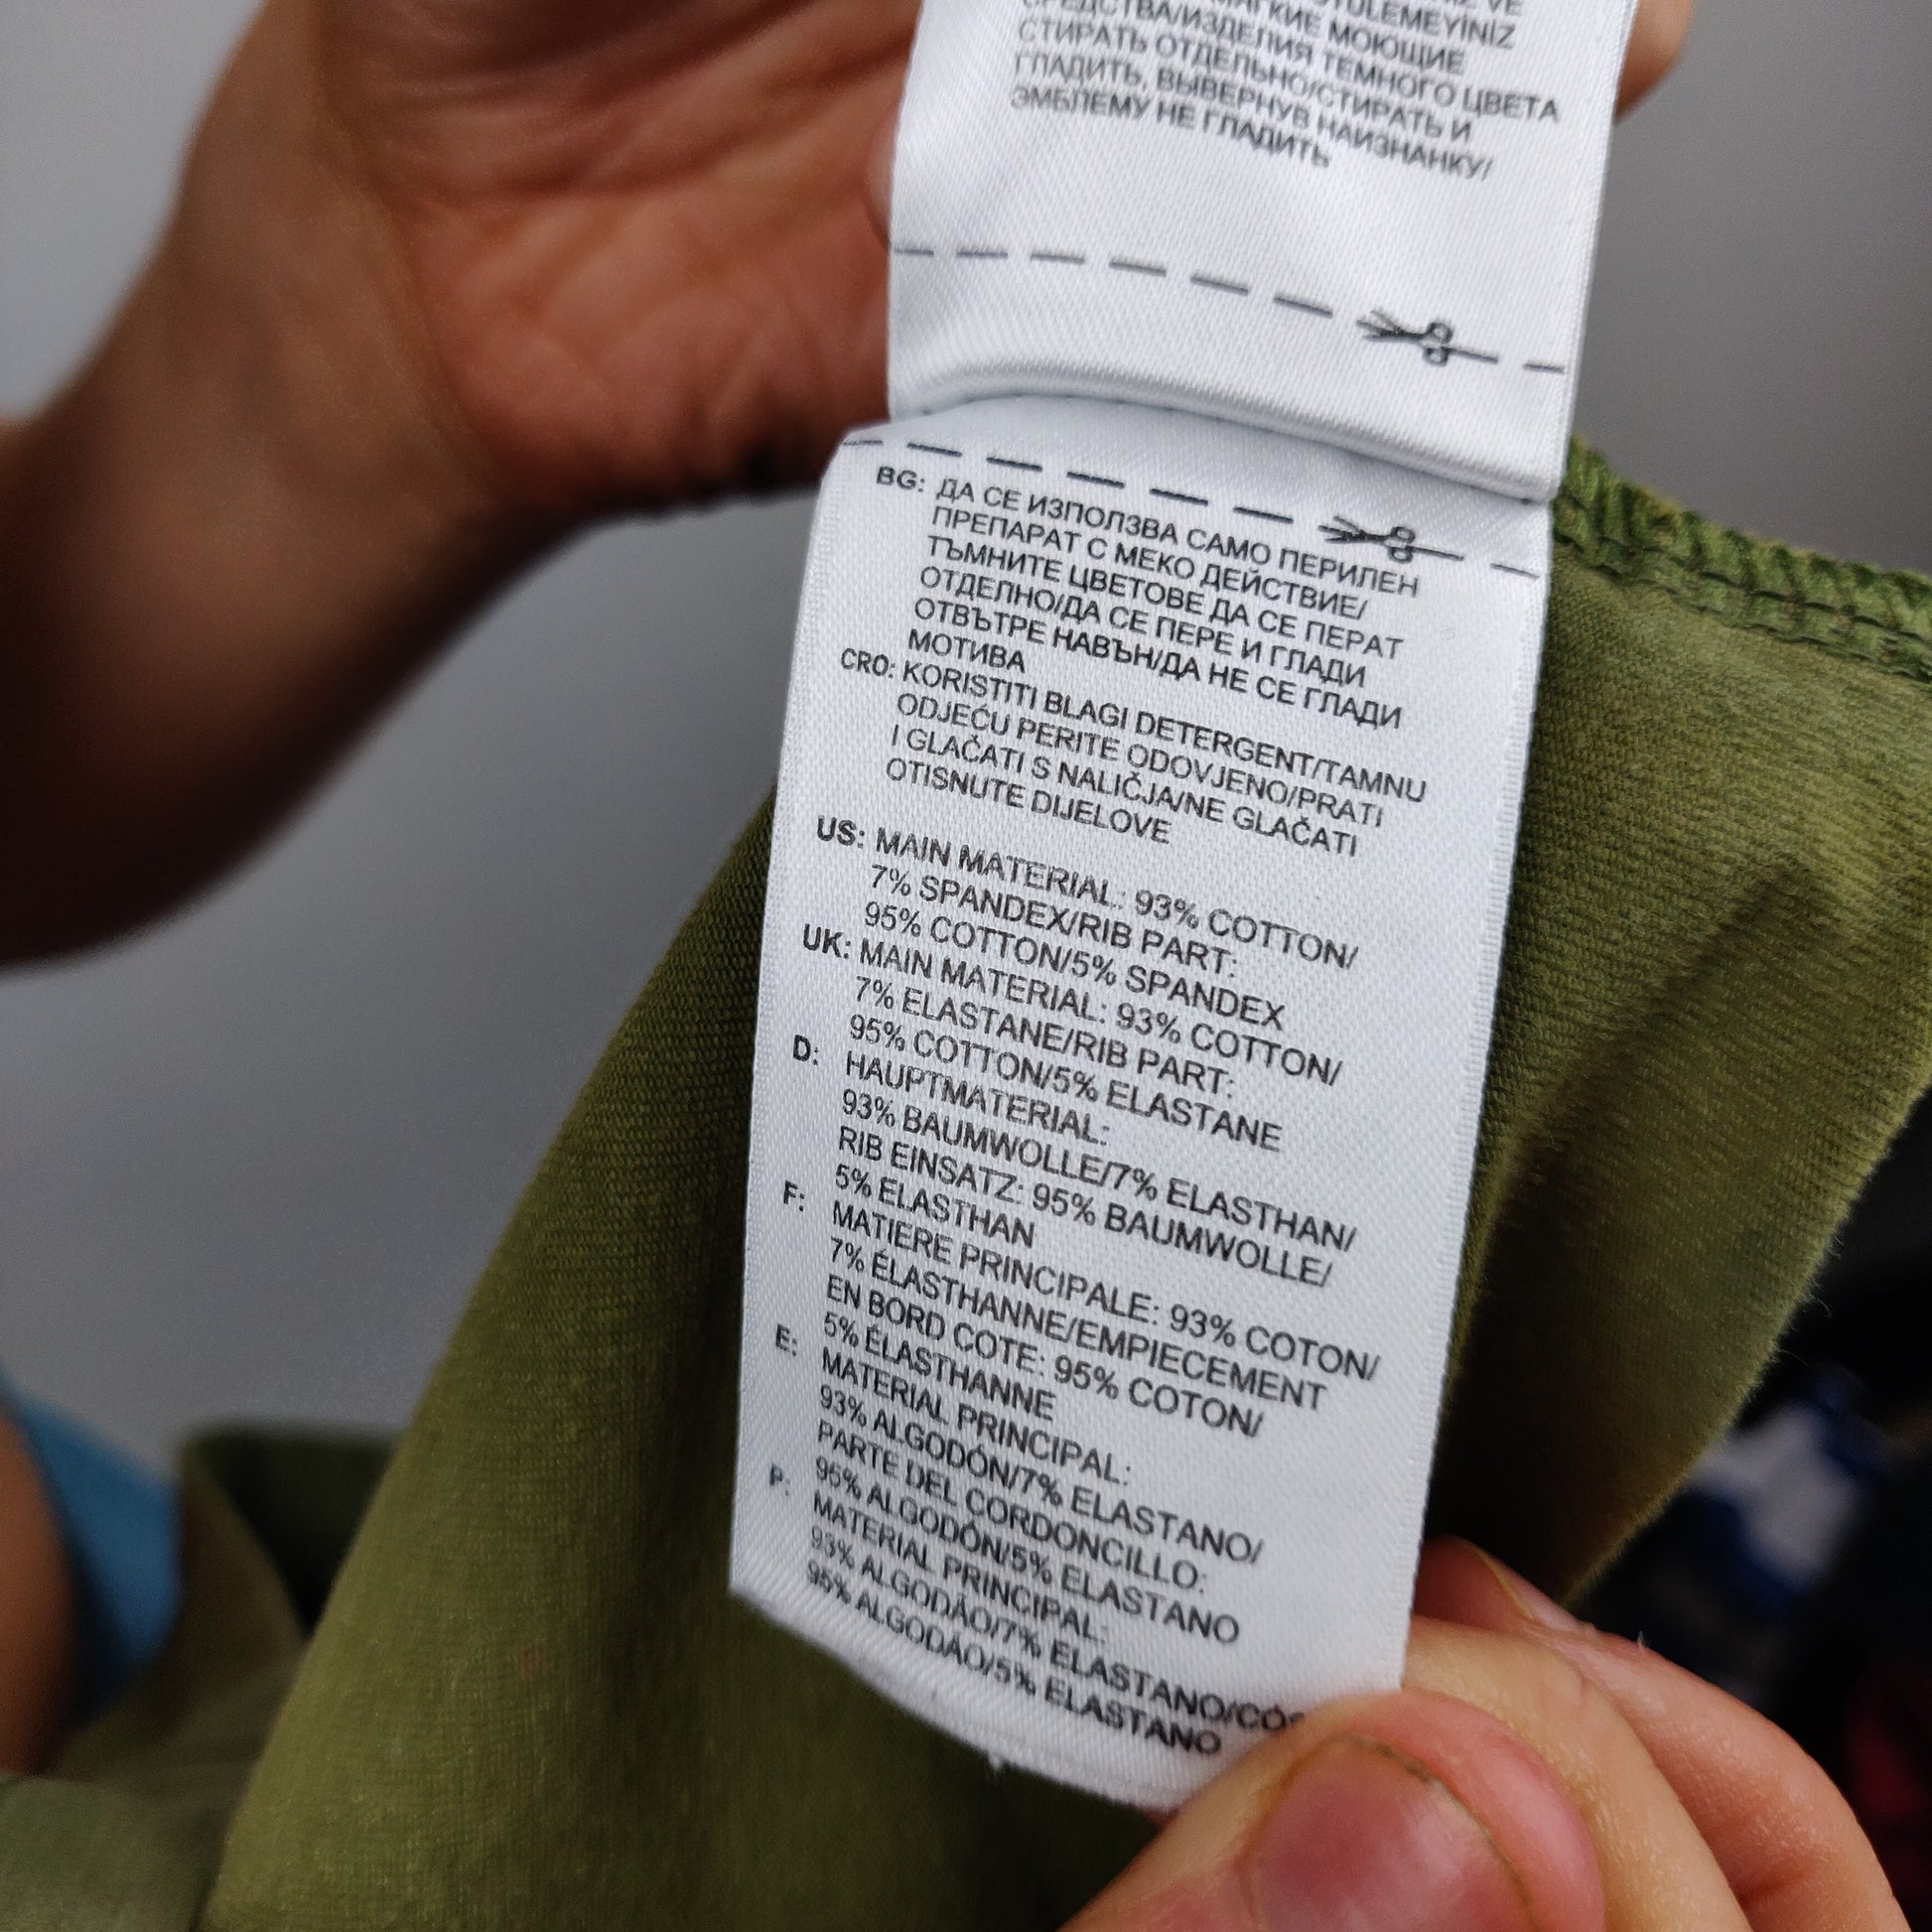 VE
МЯГКИЕ МОЮЩИЕ
СРЕДСТВА/ИЗДЕЛИЯ ТЕМНОГО ЦВЕТА
СТИРАТЬ ОТДЕЛЬНО/СТИРАТЬ И
ГЛАДИТЬ, ВЫВЕРНУВ НАИЗНАНКУ/
ЭМБЛЕМУ НЕ ГЛАДИТЬ
BG: ДА СЕ ИЗПОЛЗВА САМО ПЕРИЛЕН
ПРЕПАРАТ С МЕКО ДЕЙСТВИЕ/
ТЪМНИТЕ ЦВЕТОВЕ ДА СЕ ПЕРАТ
ОТДЕЛНО/ДА СЕ ПЕРЕ И ГЛАДИ
ОТВЪТРЕ НАВЪН/ДА НЕ СЕ ГЛАДИ
МОТИВА
CRO: KORISTITI BLAGI DETERGENT/TAMNU
ODJEĆU PERITE ODOVJENO/PRATI
I GLAČATI S NALIČJA/NE GLAČATI
OTISNUTE DIJELOVE
US: MAIN MATERIAL: 93% COTTON/
7% SPANDEX/RIB PART:
95% COTTON/5% SPANDEX
UK: MAIN MATERIAL: 93% COTTON/
7% ELASTANE/RIB PART:
95% COTTON/5% ELASTANE
D: HAUPTMATERIAL:
93% BAUMWOLLE/7% ELASTHAN/
RIB EINSATZ: 95% BAUMWOLLE/
5% ELASTHAN
F: MATIERE PRINCIPALE: 93% COTON/
7% ÉLASTHANNE/EMPIECEMENT
EN BORD COTE: 95% COTON/
5% ÉLASTHANNE
E: MATERIAL PRINCIPAL:
93% ALGODÓN/7% ELASTANO/
PARTE DEL CORDONCILLO:
95% ALGODÓN/5% ELASTANO
P: MATERIAL PRINCIPAL:
93% ALGODÃO/7% ELASTANO/
95% ALGODÃO/5% ELASTANO